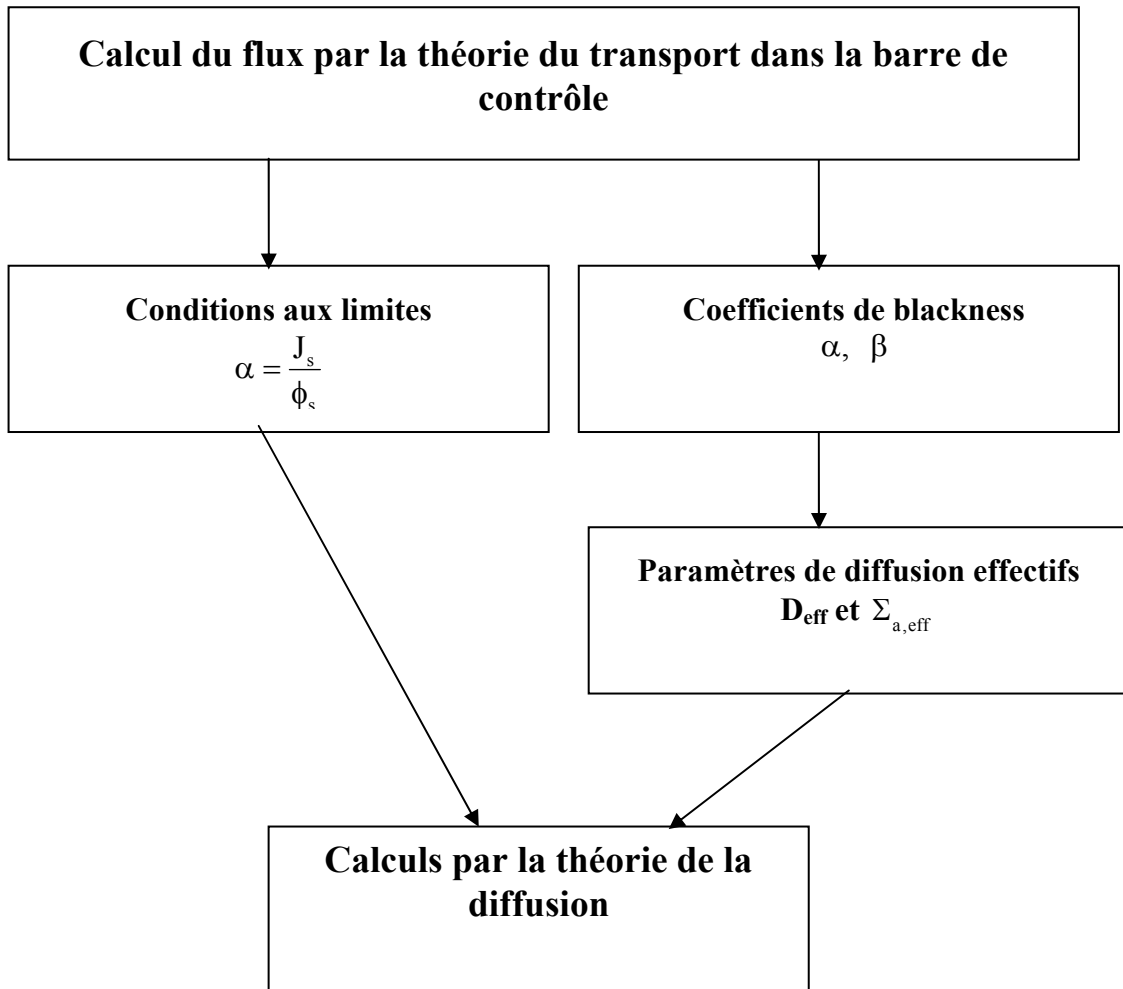 Calcul du flux par la théorie du transport dans la barre de
contrôle
Conditions aux limites
α = J_s / ϕ_s
Coefficients de blackness
α, β
Paramètres de diffusion effectifs
D_eff et Σ_a,eff
Calculs par la théorie de la
diffusion